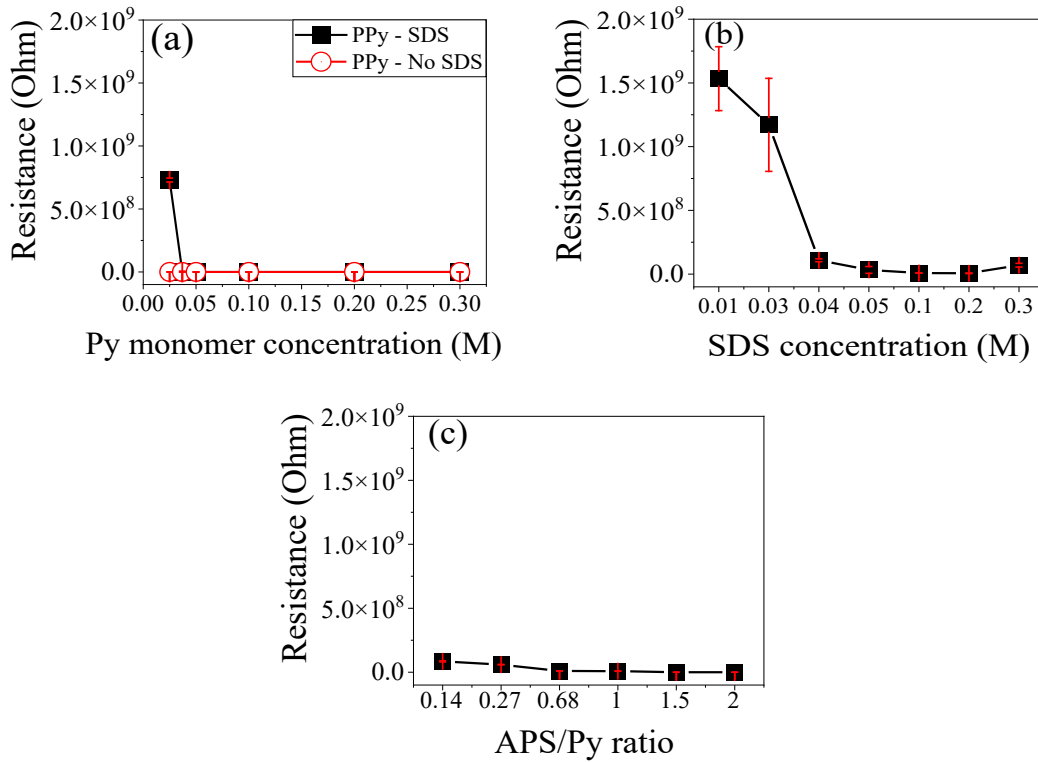 (a)
PPy - SDS
PPy - No SDS
2.0×10⁹
1.5×10⁹
1.0×10⁹
5.0×10⁸
0.0
Resistance (Ohm)
0.00 0.05 0.10 0.15 0.20 0.25 0.30
Py monomer concentration (M)
(b)
2.0×10⁹
1.5×10⁹
1.0×10⁹
5.0×10⁸
0.0
Resistance (Ohm)
0.01 0.03 0.04 0.05 0.1 0.2 0.3
SDS concentration (M)
(c)
2.0×10⁹
1.5×10⁹
1.0×10⁹
5.0×10⁸
0.0
Resistance (Ohm)
0.14 0.27 0.68 1 1.5 2
APS/Py ratio